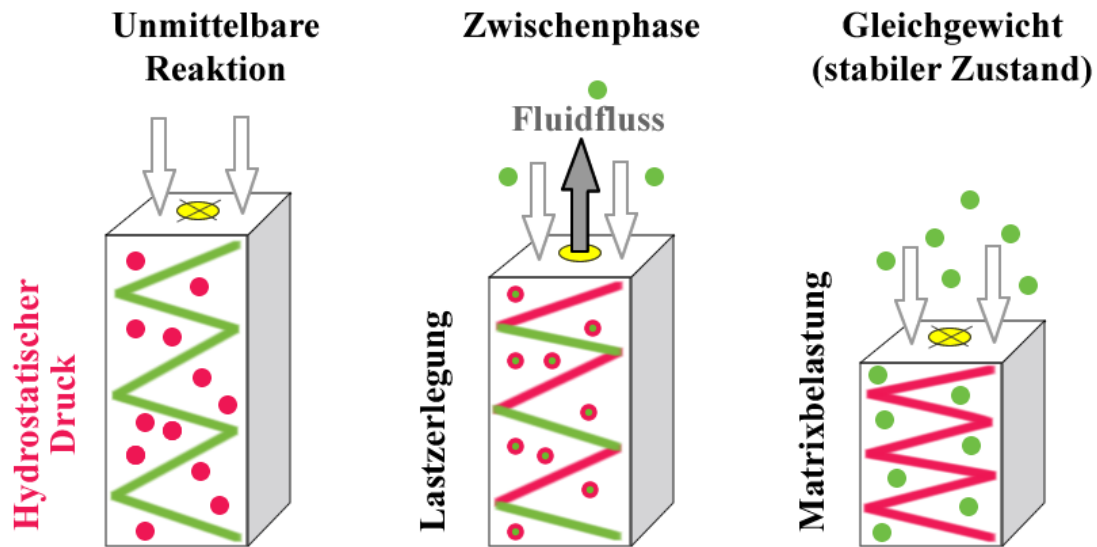 Unmittelbare
Reaktion
Zwischenphase
Gleichgewicht
(stabiler Zustand)
Fluidfluss
Hydrostatischer
Druck
Lastzerlegung
Matrixbelastung